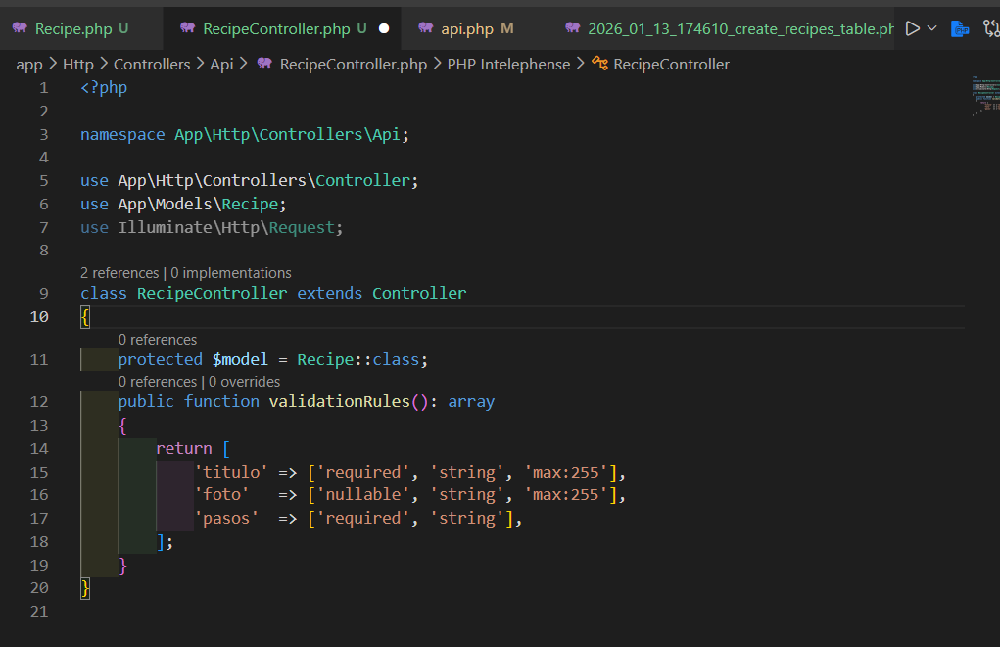 Recipe.php U
RecipeController.php U
api.php M
2026_01_13_174610_create_recipes_table.ph
app > Http > Controllers > Api > RecipeController.php > PHP Intelephense > RecipeController
1 <?php
2
3 namespace App\Http\Controllers\Api;
4
5 use App\Http\Controllers\Controller;
6 use App\Models\Recipe;
7 use Illuminate\Http\Request;
8
2 references | 0 implementations
9 class RecipeController extends Controller
10 {
0 references
11 protected $model = Recipe::class;
0 references | 0 overrides
12 public function validationRules(): array
13 {
14 return [
15 'titulo' => ['required', 'string', 'max:255'],
16 'foto' => ['nullable', 'string', 'max:255'],
17 'pasos' => ['required', 'string'],
18 ];
19 }
20 }
21